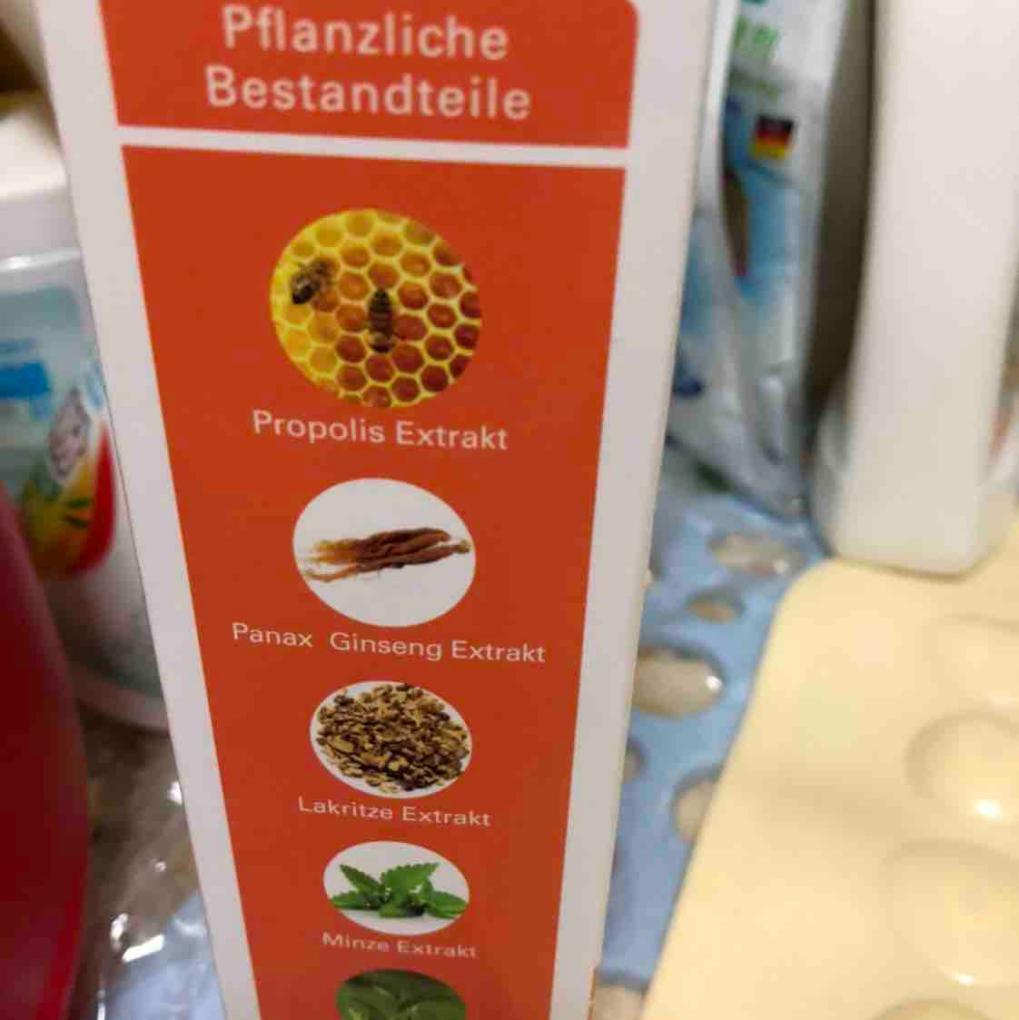 Pflanzliche
Bestandteile
Propolis Extrakt
Panax Ginseng Extrakt
Lakritze Extrakt
Minze Extrakt